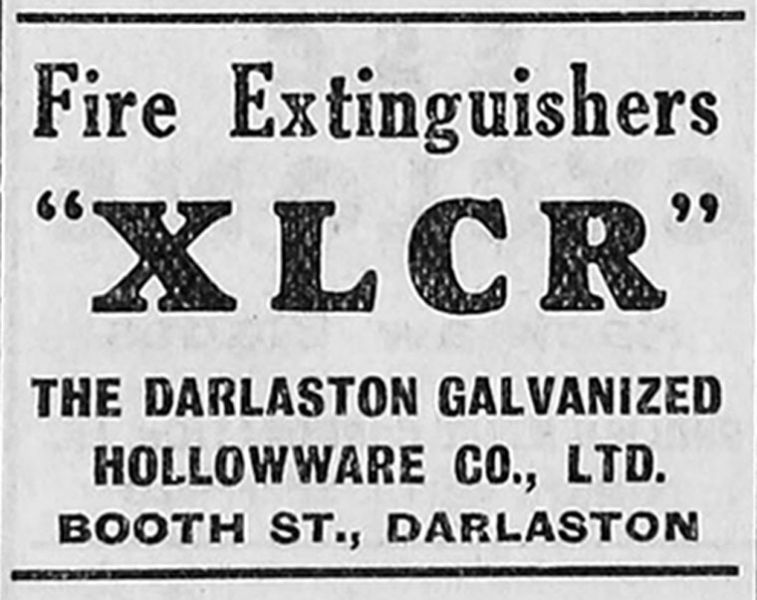 Fire Extinguishers
“XLCR”
THE DARLASTON GALVANIZED
HOLLOWWARE CO., LTD.
BOOTH ST., DARLASTON